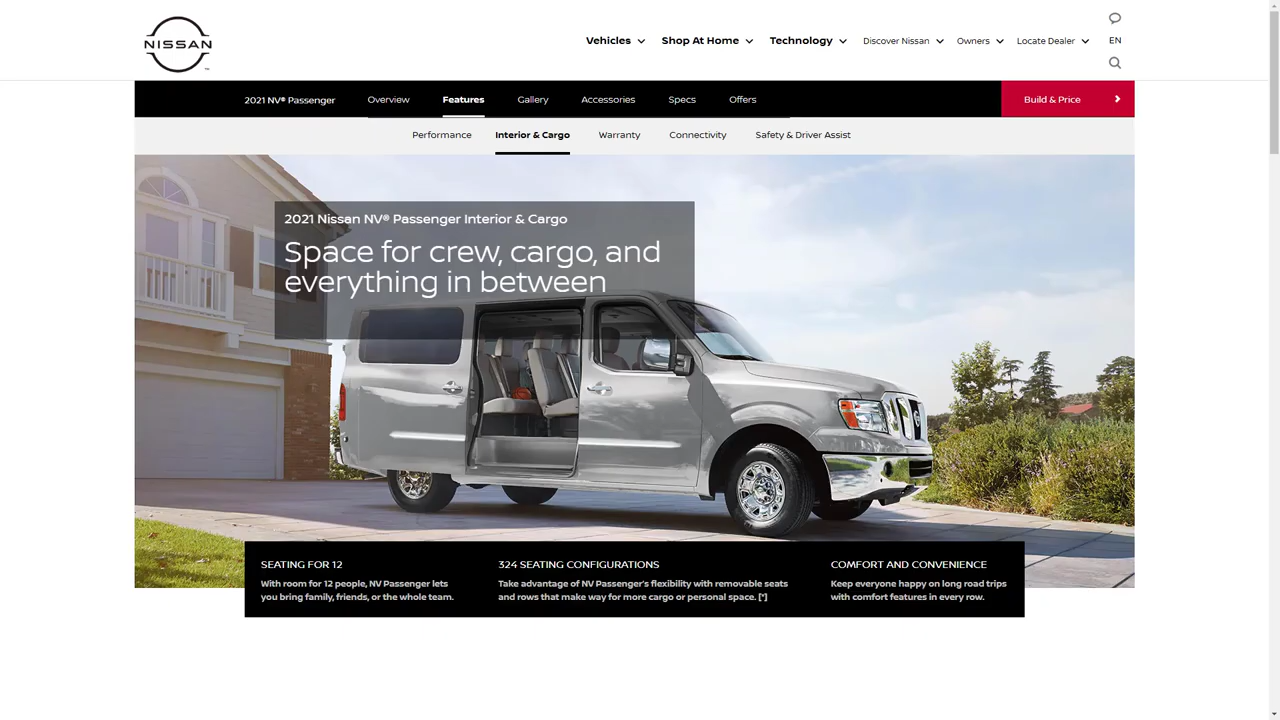 NISSAN
Vehicles
Shop At Home
Technology
Discover Nissan
Owners
Locate Dealer
EN
2021 NV® Passenger
Overview
Features
Gallery
Accessories
Specs
Offers
Build & Price
Performance
Interior & Cargo
Warranty
Connectivity
Safety & Driver Assist
2021 Nissan NV® Passenger Interior & Cargo
Space for crew, cargo, and
everything in between
SEATING FOR 12
With room for 12 people, NV Passenger lets
you bring family, friends, or the whole team.
324 SEATING CONFIGURATIONS
Take advantage of NV Passenger's flexibility with removable seats
and rows that make way for more cargo or personal space. [*]
COMFORT AND CONVENIENCE
Keep everyone happy on long road trips
with comfort features in every row.